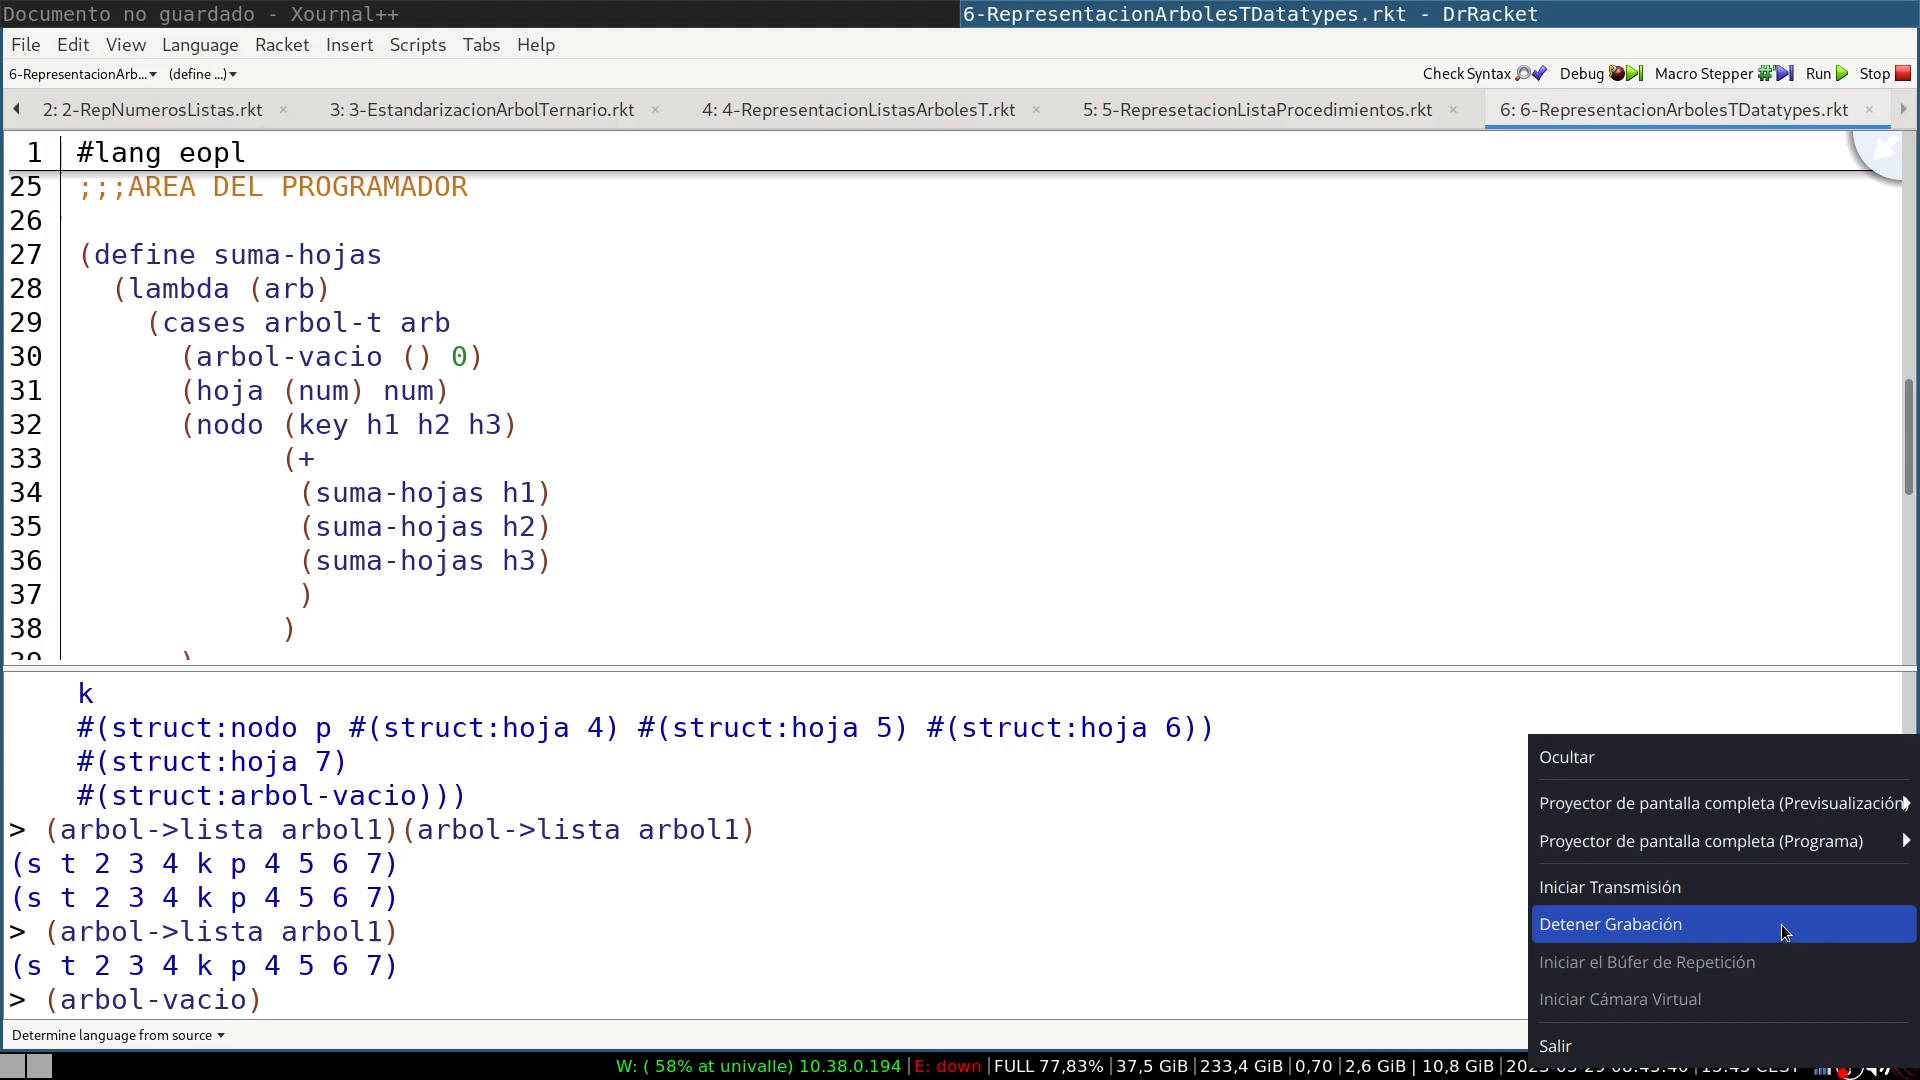 Documento no guardado - Xournal++
6-RepresentacionArbolesTDatatypes.rkt - DrRacket
File Edit View Language Racket Insert Scripts Tabs Help
6-RepresentacionArb... (define ...) Check Syntax Debug Macro Stepper Run Stop
2: 2-RepNumerosListas.rkt 3: 3-EstandarizacionArbolTernario.rkt 4: 4-RepresentacionListasArbolesT.rkt 5: 5-RepresetacionListaProcedimientos.rkt 6: 6-RepresentacionArbolesTDatatypes.rkt
1 #lang eopl
25 ;;;AREA DEL PROGRAMADOR
26
27 (define suma-hojas
28 (lambda (arb)
29 (cases arbol-t arb
30 (arbol-vacio () 0)
31 (hoja (num) num)
32 (nodo (key h1 h2 h3)
33 (+
34 (suma-hojas h1)
35 (suma-hojas h2)
36 (suma-hojas h3)
37 )
38 )
39 )
k
#(struct:nodo p #(struct:hoja 4) #(struct:hoja 5) #(struct:hoja 6))
#(struct:hoja 7)
#(struct:arbol-vacio)))
> (arbol->lista arbol1)(arbol->lista arbol1)
(s t 2 3 4 k p 4 5 6 7)
(s t 2 3 4 k p 4 5 6 7)
> (arbol->lista arbol1)
(s t 2 3 4 k p 4 5 6 7)
> (arbol-vacio)
Ocultar
Proyector de pantalla completa (Previsualización)
Proyector de pantalla completa (Programa)
Iniciar Transmisión
Detener Grabación
Iniciar el Búfer de Repetición
Iniciar Cámara Virtual
Salir
Determine language from source
W: ( 58% at univalle) 10.38.0.194 | E: down | FULL 77,83% | 37,5 GiB | 233,4 GiB | 0,70 | 2,6 GiB | 10,8 GiB